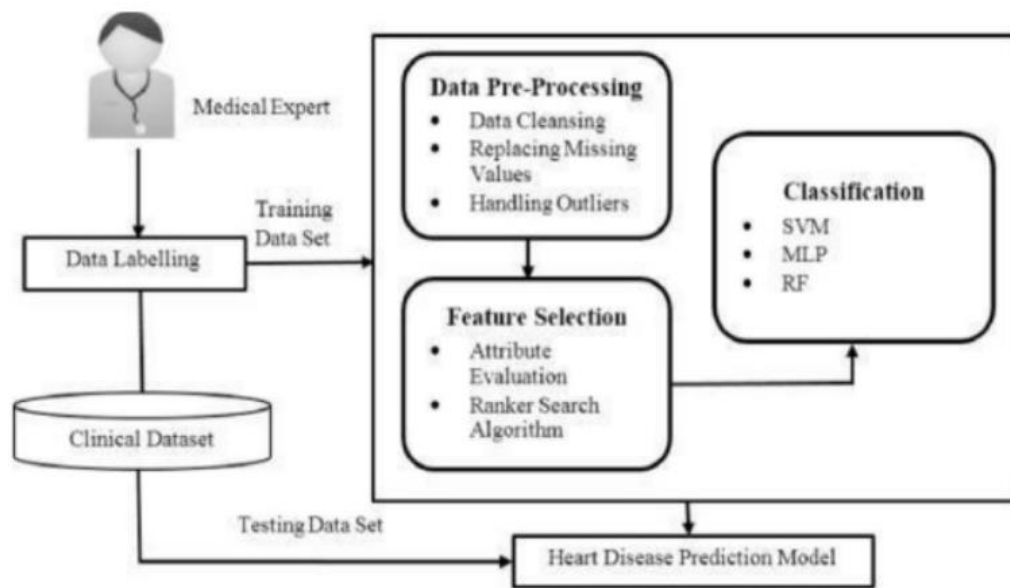 Medical Expert
Data Labelling
Training
Data Set
Clinical Dataset
Testing Data Set
Data Pre-Processing
• Data Cleansing
• Replacing Missing
Values
• Handling Outliers
Feature Selection
• Attribute
Evaluation
• Ranker Search
Algorithm
Classification
• SVM
• MLP
• RF
Heart Disease Prediction Model